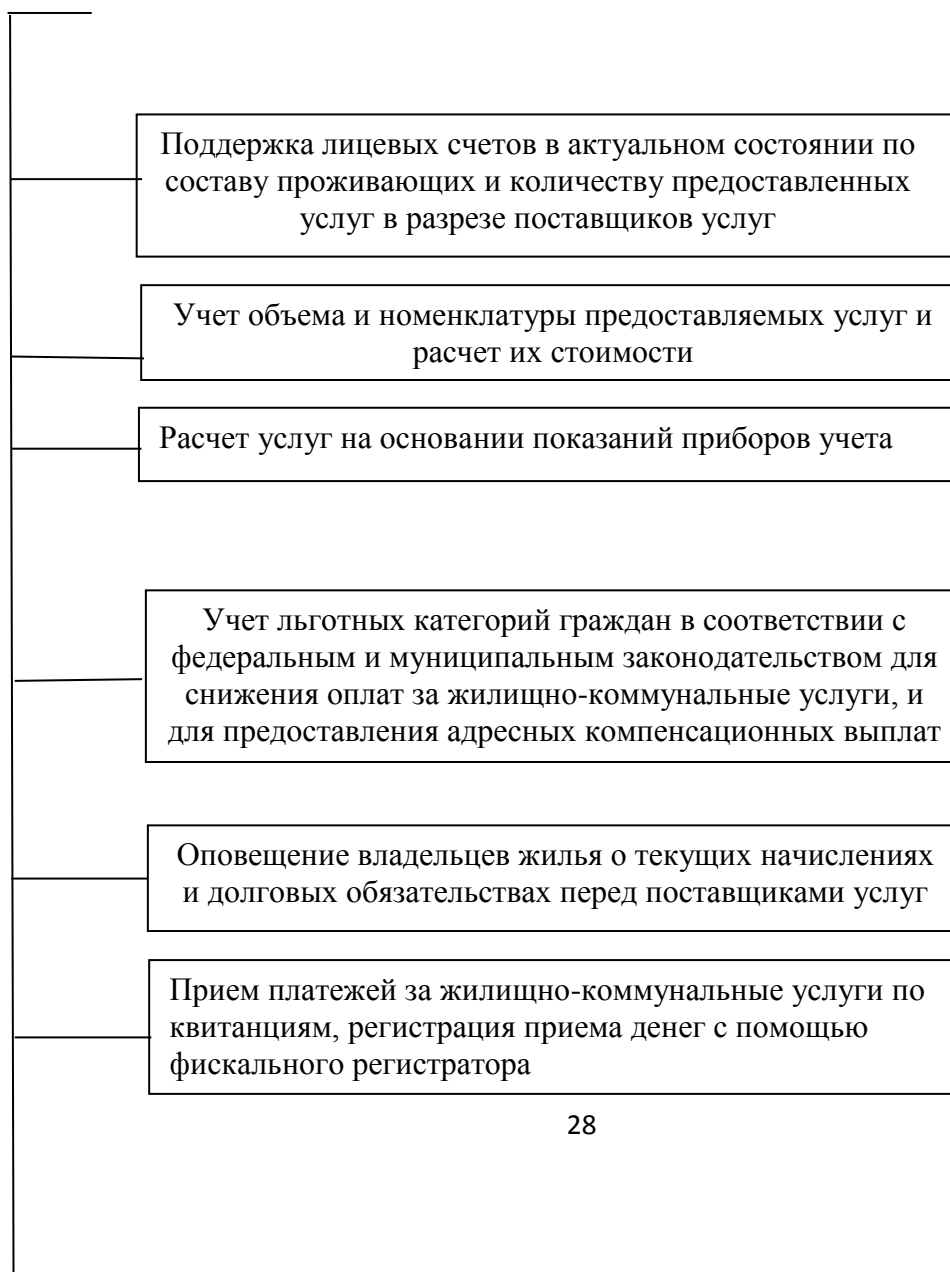 Поддержка лицевых счетов в актуальном состоянии по
составу проживающих и количеству предоставленных
услуг в разрезе поставщиков услуг
Учет объема и номенклатуры предоставляемых услуг и
расчет их стоимости
Расчет услуг на основании показаний приборов учета
Учет льготных категорий граждан в соответствии с
федеральным и муниципальным законодательством для
снижения оплат за жилищно-коммунальные услуги, и
для предоставления адресных компенсационных выплат
Оповещение владельцев жилья о текущих начислениях
и долговых обязательствах перед поставщиками услуг
Прием платежей за жилищно-коммунальные услуги по
квитанциям, регистрация приема денег с помощью
фискального регистратора
28